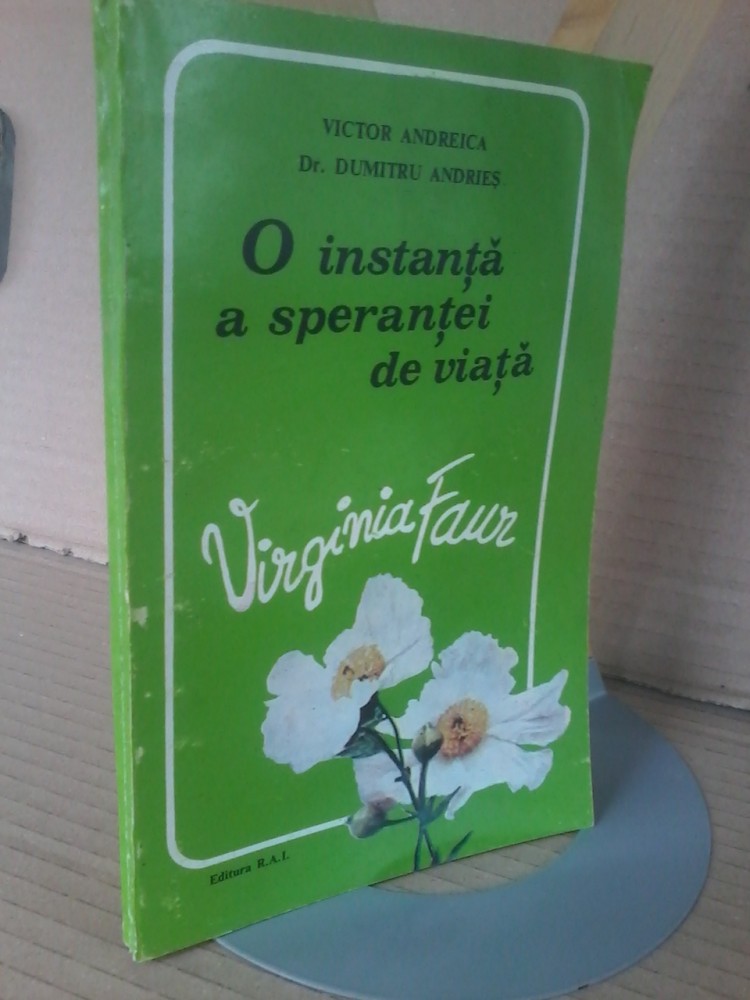 VICTOR ANDREICA
Dr. DUMITRU ANDRIEȘ
O instanță
a speranței
de viață
Virginia Faur
Editura R.A.I.